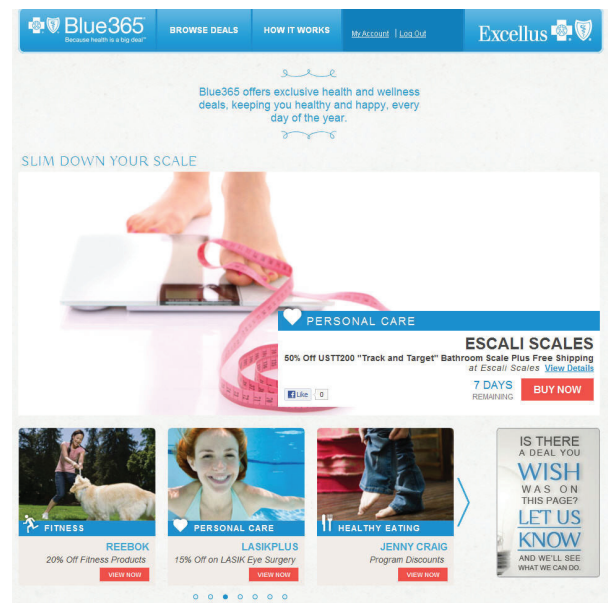 Blue365®
Because health is a big deal™
BROWSE DEALS
HOW IT WORKS
My Account | Log Out
Excellus
Blue365 offers exclusive health and wellness
deals, keeping you healthy and happy, every
day of the year.
SLIM DOWN YOUR SCALE
PERSONAL CARE
ESCALI SCALES
50% Off USTT200 "Track and Target" Bathroom Scale Plus Free Shipping
at Escali Scales View Details
Like 0
7 DAYS
REMAINING
BUY NOW
FITNESS
REEBOK
20% Off Fitness Products
VIEW NOW
PERSONAL CARE
LASIKPLUS
15% Off on LASIK Eye Surgery
VIEW NOW
HEALTHY EATING
JENNY CRAIG
Program Discounts
VIEW NOW
IS THERE
A DEAL YOU
WISH
WAS ON
THIS PAGE?
LET US
KNOW
AND WE'LL SEE
WHAT WE CAN DO.